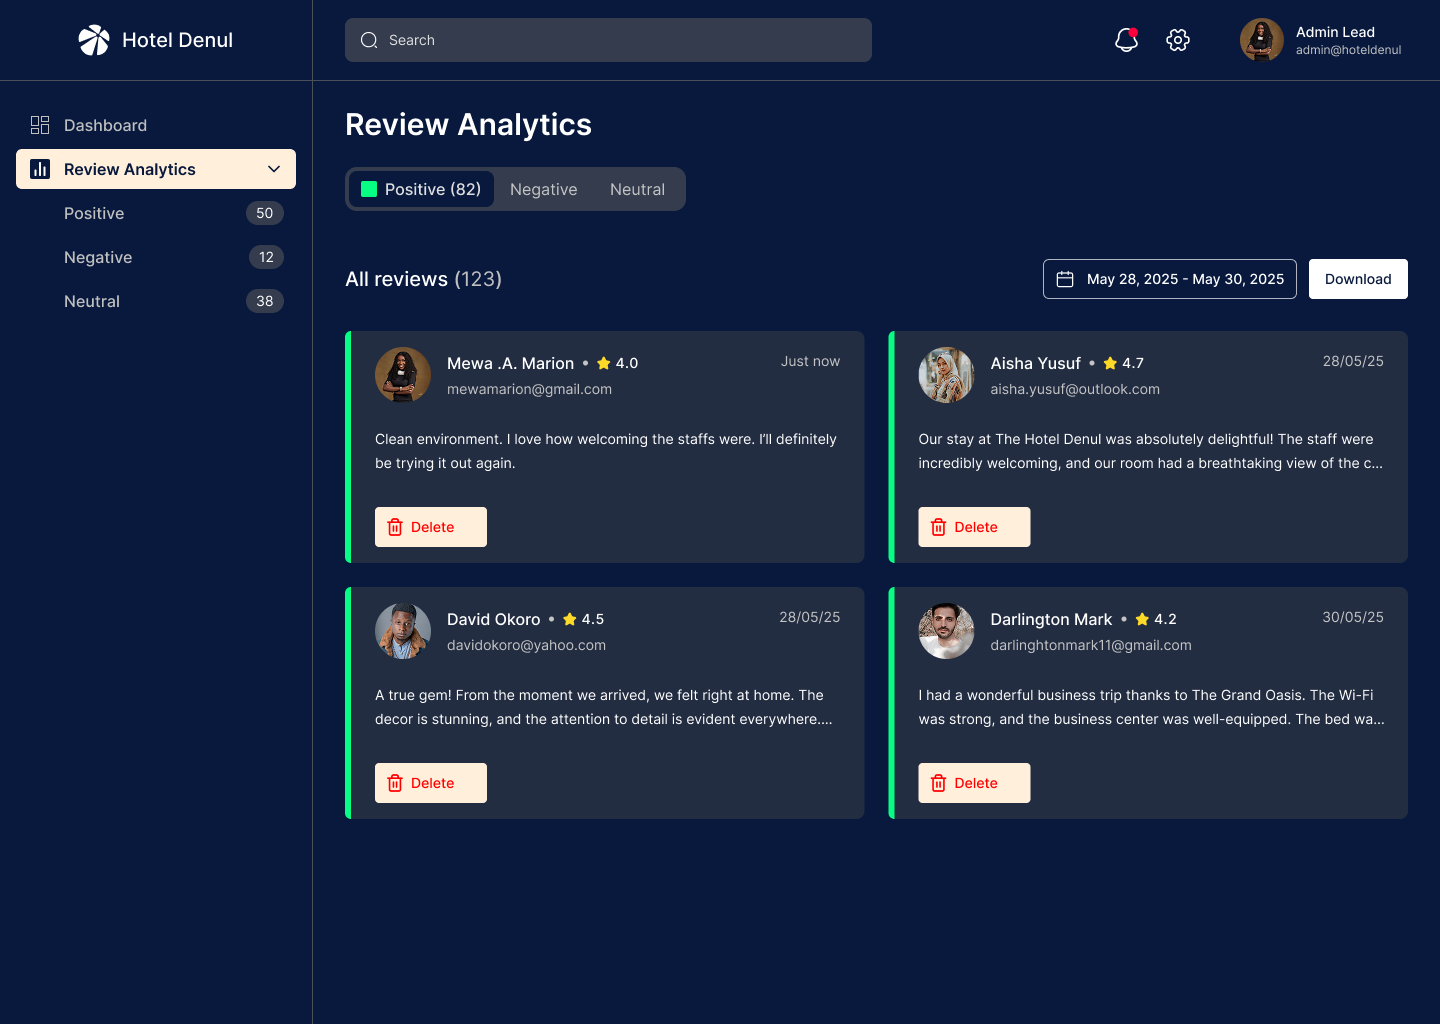 Hotel Denul
Search
Admin Lead
admin@hoteldenul
Dashboard
Review Analytics
Positive 50
Negative 12
Neutral 38
Review Analytics
Positive (82) Negative Neutral
All reviews (123)
May 28, 2025 - May 30, 2025
Download
Mewa .A. Marion • 4.0
Just now
mewamarion@gmail.com
Clean environment. I love how welcoming the staffs were. I'll definitely
be trying it out again.
Delete
Aisha Yusuf • 4.7
28/05/25
aisha.yusuf@outlook.com
Our stay at The Hotel Denul was absolutely delightful! The staff were
incredibly welcoming, and our room had a breathtaking view of the c...
Delete
David Okoro • 4.5
28/05/25
davidokoro@yahoo.com
A true gem! From the moment we arrived, we felt right at home. The
decor is stunning, and the attention to detail is evident everywhere....
Delete
Darlington Mark • 4.2
30/05/25
darlinghtonmark11@gmail.com
I had a wonderful business trip thanks to The Grand Oasis. The Wi-Fi
was strong, and the business center was well-equipped. The bed wa...
Delete